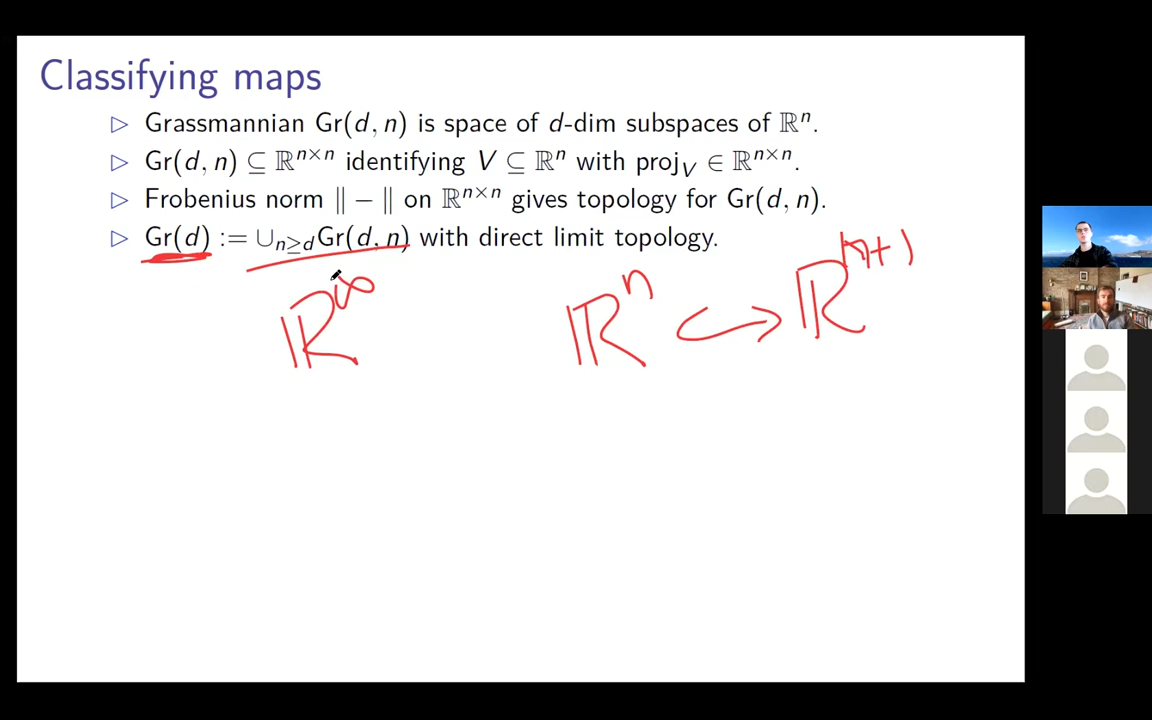 Classifying maps
▷ Grassmannian Gr(d, n) is space of d-dim subspaces of ℝⁿ.
▷ Gr(d, n) ⊆ ℝⁿˣⁿ identifying V ⊆ ℝⁿ with proj_V ∈ ℝⁿˣⁿ.
▷ Frobenius norm ‖ − ‖ on ℝⁿˣⁿ gives topology for Gr(d, n).
▷ Gr(d) := ∪_{n≥d}Gr(d, n) with direct limit topology.
ℝ^∞ ℝⁿ ↪ ℝⁿ⁺¹